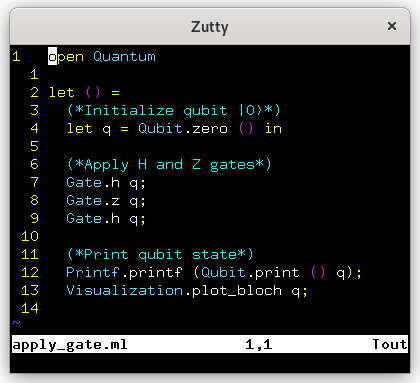 Zutty ×
1 open Quantum
1
2 let () =
3 (*Initialize qubit |0⟩*)
4 let q = Qubit.zero () in
5
6 (*Apply H and Z gates*)
7 Gate.h q;
8 Gate.z q;
9 Gate.h q;
10
11 (*Print qubit state*)
12 Printf.printf (Qubit.print () q);
13 Visualization.plot_bloch q;
14
~
apply_gate.ml 1,1 Tout